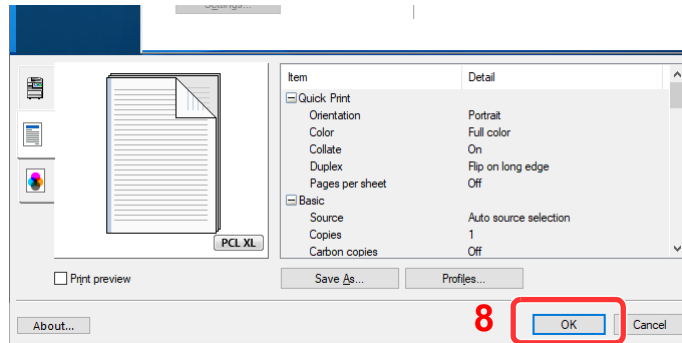 Settings...
Item Detail
Quick Print
Orientation Portrait
Color Full color
Collate On
Duplex Flip on long edge
Pages per sheet Off
Basic
Source Auto source selection
Copies 1
Carbon copies Off
PCL XL
Print preview
Save As... Profiles...
About... 8 OK Cancel